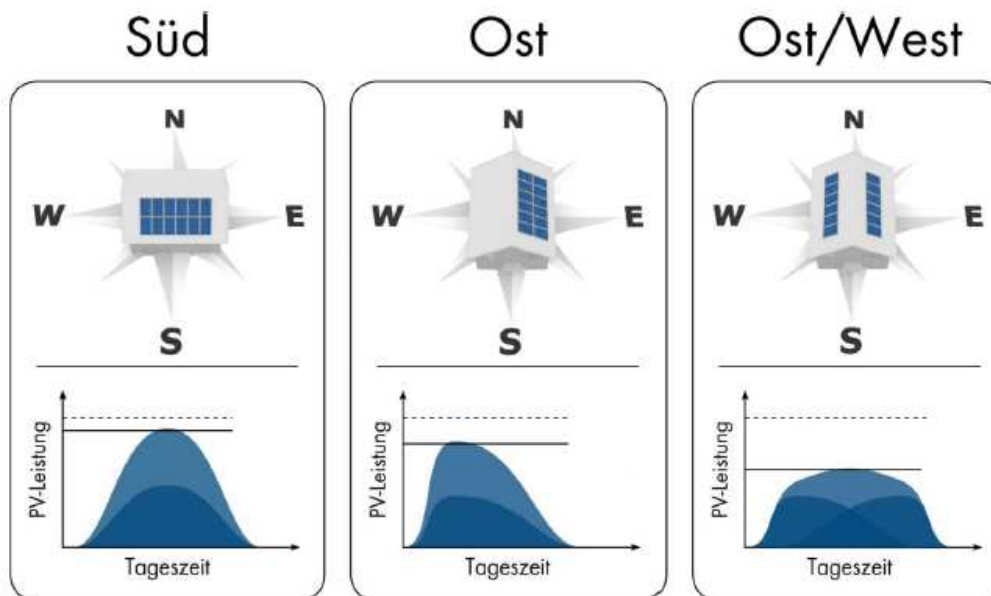 Süd
Ost
Ost/West
N
W
E
S
N
W
E
S
N
W
E
S
PV-Leistung
Tageszeit
PV-Leistung
Tageszeit
PV-Leistung
Tageszeit